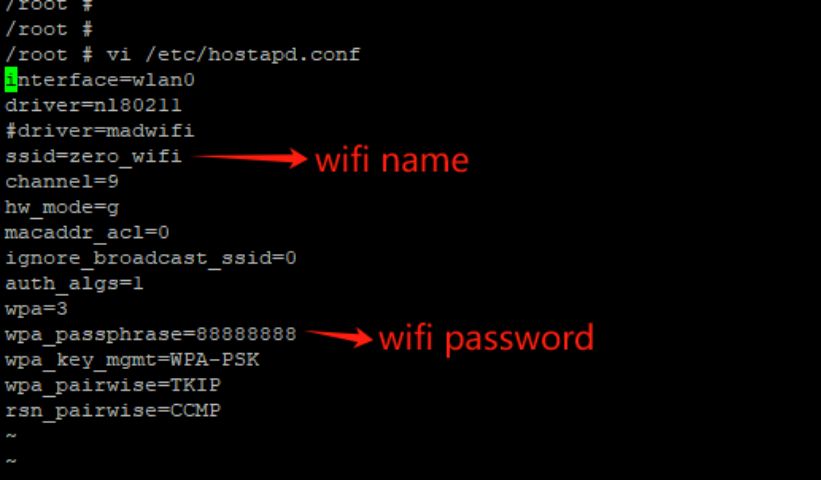 /root #
/root #
/root # vi /etc/hostapd.conf
interface=wlan0
driver=nl80211
#driver=madwifi
ssid=zero_wifi wifi name
channel=9
hw_mode=g
macaddr_acl=0
ignore_broadcast_ssid=0
auth_algs=1
wpa=3
wpa_passphrase=88888888 wifi password
wpa_key_mgmt=WPA-PSK
wpa_pairwise=TKIP
rsn_pairwise=CCMP
~
~